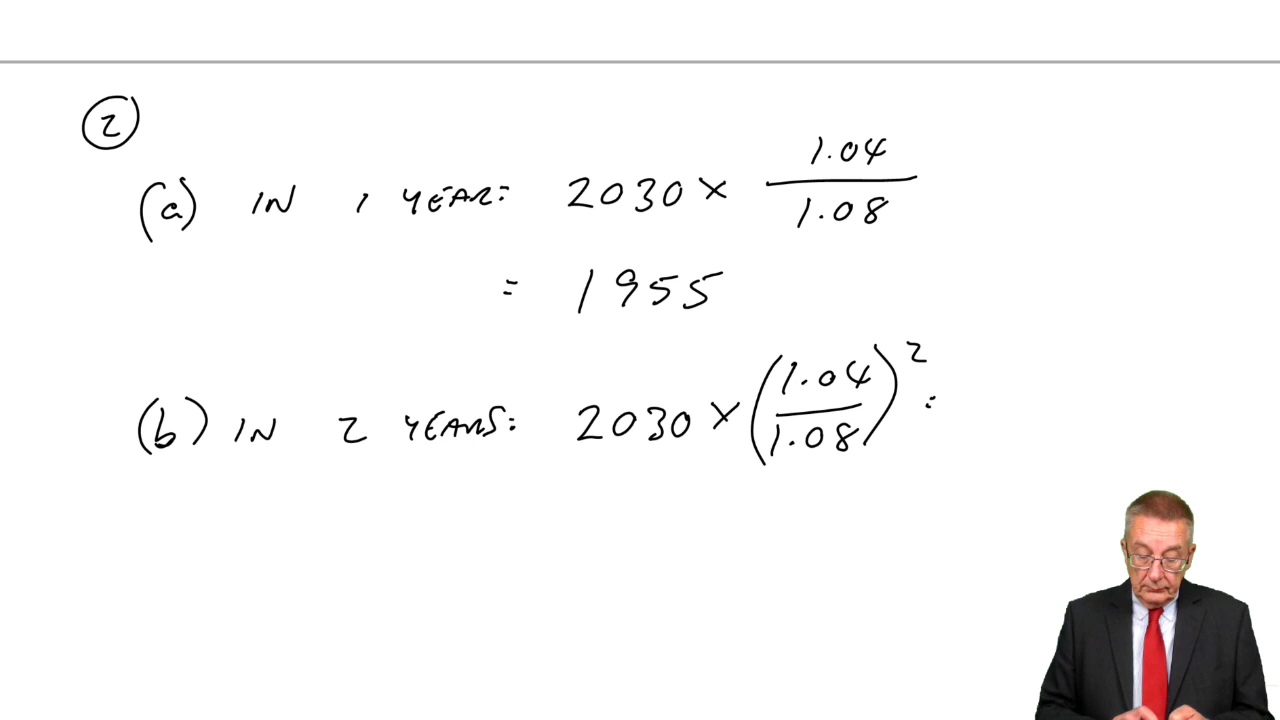 ②
(a) IN 1 YEAR: 2030 × 1.04/1.08
= 1955
(b) IN 2 YEARS: 2030 × (1.04/1.08)² =